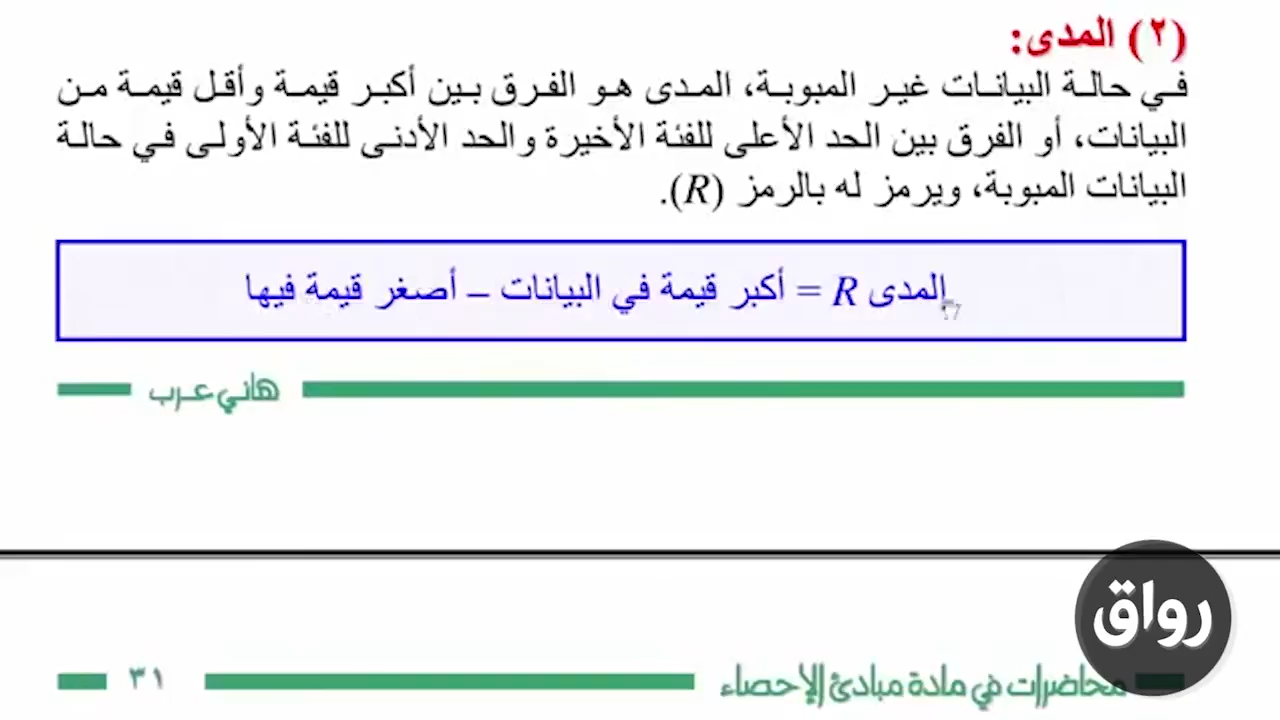 (٢) المدى:
في حالة البيانات غير المبوبة، المدى هو الفرق بين أكبر قيمة وأقل قيمة من
البيانات، أو الفرق بين الحد الأعلى للفئة الأخيرة والحد الأدنى للفئة الأولى في حالة
البيانات المبوبة، ويرمز له بالرمز (R).
المدى R = أكبر قيمة في البيانات – أصغر قيمة فيها
هاني عرب
رواق
محاضرات في مادة مبادئ الإحصاء ٣١